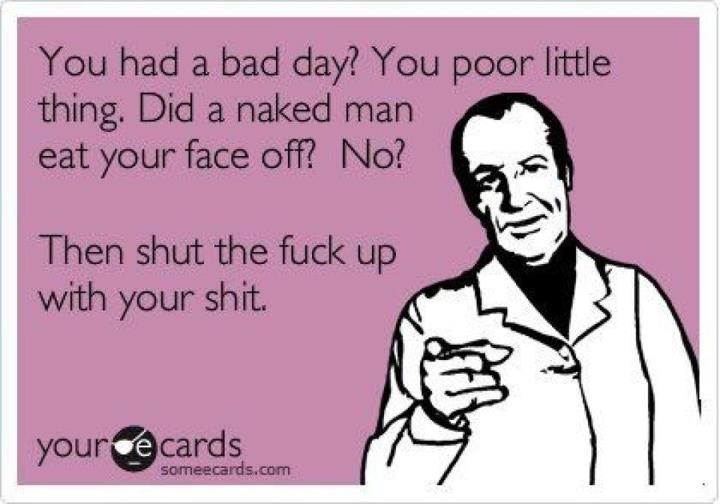 You had a bad day? You poor little
thing. Did a naked man
eat your face off?  No?
Then shut the fuck up
with your shit.
your e cards
someecards.com